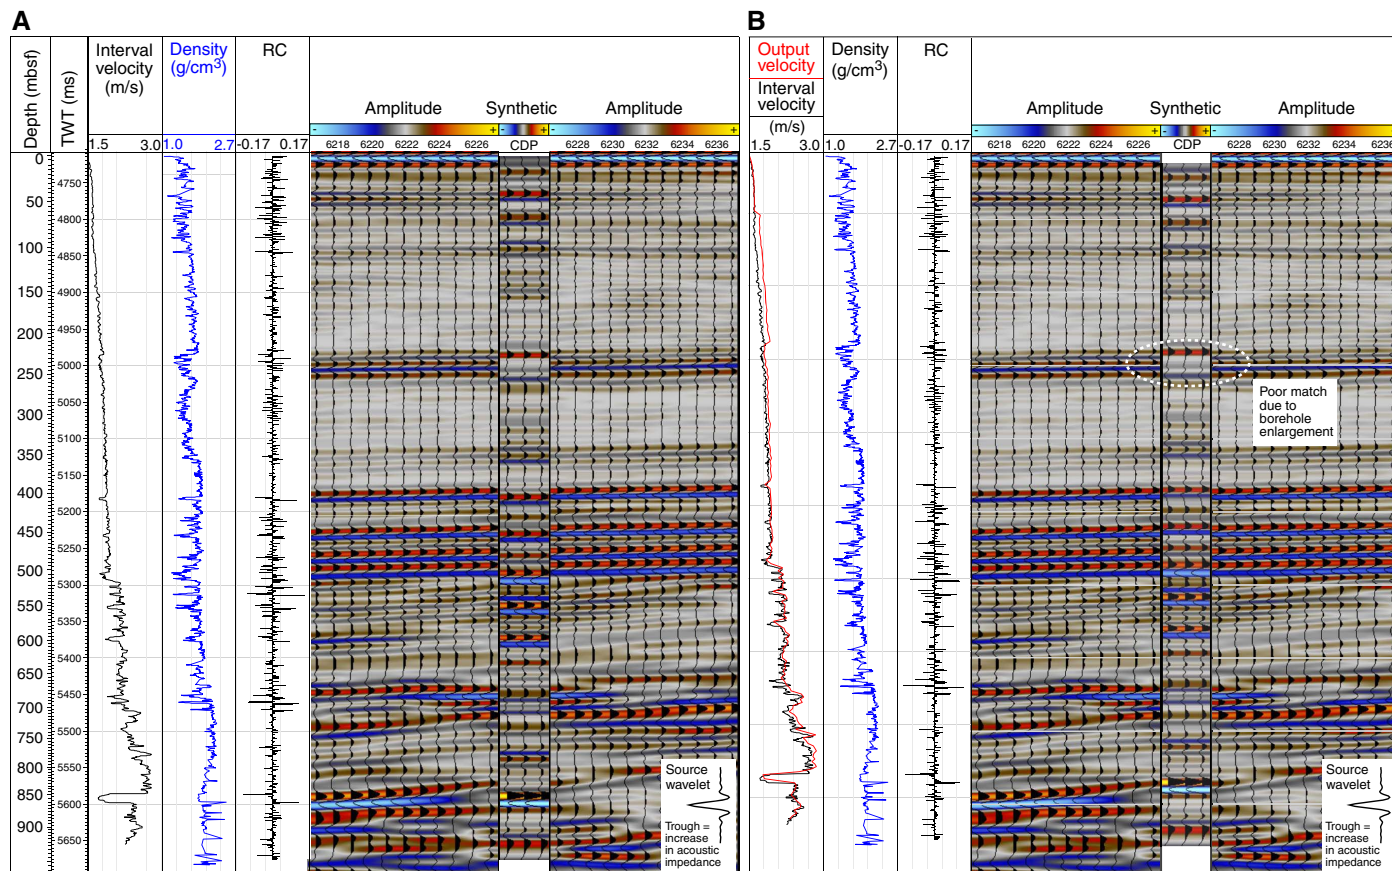 A
Depth (mbsf)
TWT (ms)
Interval
velocity
(m/s)
1.5 3.0
Density
(g/cm3)
1.0 2.7
RC
-0.17 0.17
Amplitude Synthetic Amplitude
- + - + - +
6218 6220 6222 6224 6226 CDP 6228 6230 6232 6234 6236
0
50
100
150
200
250
300
350
400
450
500
550
600
650
700
750
800
850
900
4750
4800
4850
4900
4950
5000
5050
5100
5150
5200
5250
5300
5350
5400
5450
5500
5550
5600
5650
Source
wavelet
Trough =
increase
in acoustic
impedance
B
Output
velocity
Interval
velocity
(m/s)
1.5 3.0
Density
(g/cm3)
1.0 2.7
RC
-0.17 0.17
Amplitude Synthetic Amplitude
- + - + - +
6218 6220 6222 6224 6226 CDP 6228 6230 6232 6234 6236
Poor match
due to
borehole
enlargement
Source
wavelet
Trough =
increase
in acoustic
impedance